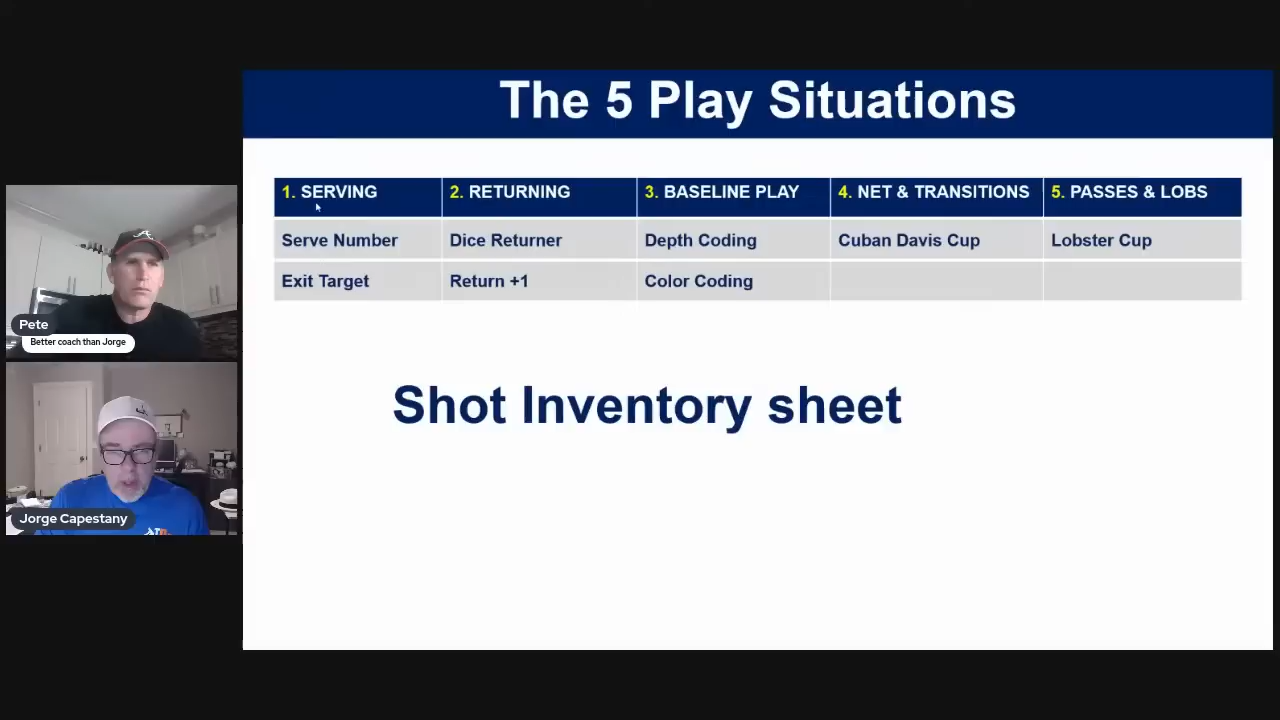 The 5 Play Situations
1. SERVING 2. RETURNING 3. BASELINE PLAY 4. NET & TRANSITIONS 5. PASSES & LOBS
Serve Number Dice Returner Depth Coding Cuban Davis Cup Lobster Cup
Exit Target Return +1 Color Coding
Shot Inventory sheet
Pete
Better coach than Jorge
Jorge Capestany